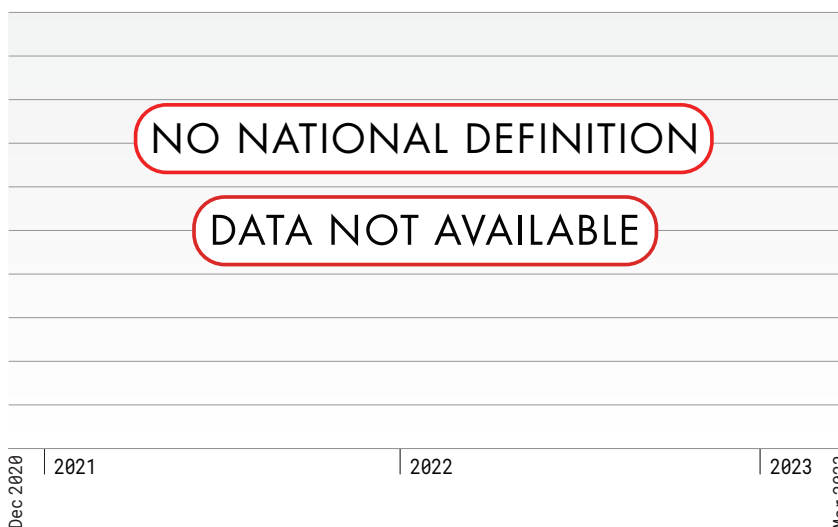 NO NATIONAL DEFINITION
DATA NOT AVAILABLE
Dec 2020
2021
2022
2023